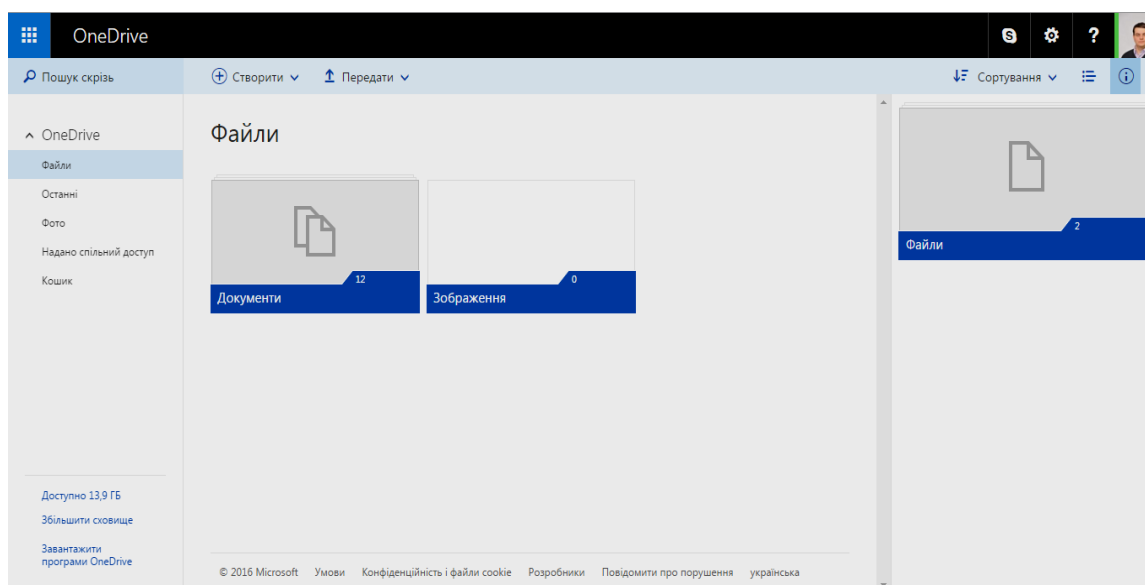 OneDrive
?
Пошук скрізь
Створити
Передати
Сортування
OneDrive
Файли
Останні
Фото
Надано спільний доступ
Кошик
Доступно 13,9 ГБ
Збільшити сховище
Завантажити
програми OneDrive
Файли
12
Документи
0
Зображення
2
Файли
© 2016 Microsoft Умови Конфіденційність і файли cookie Розробники Повідомити про порушення українська